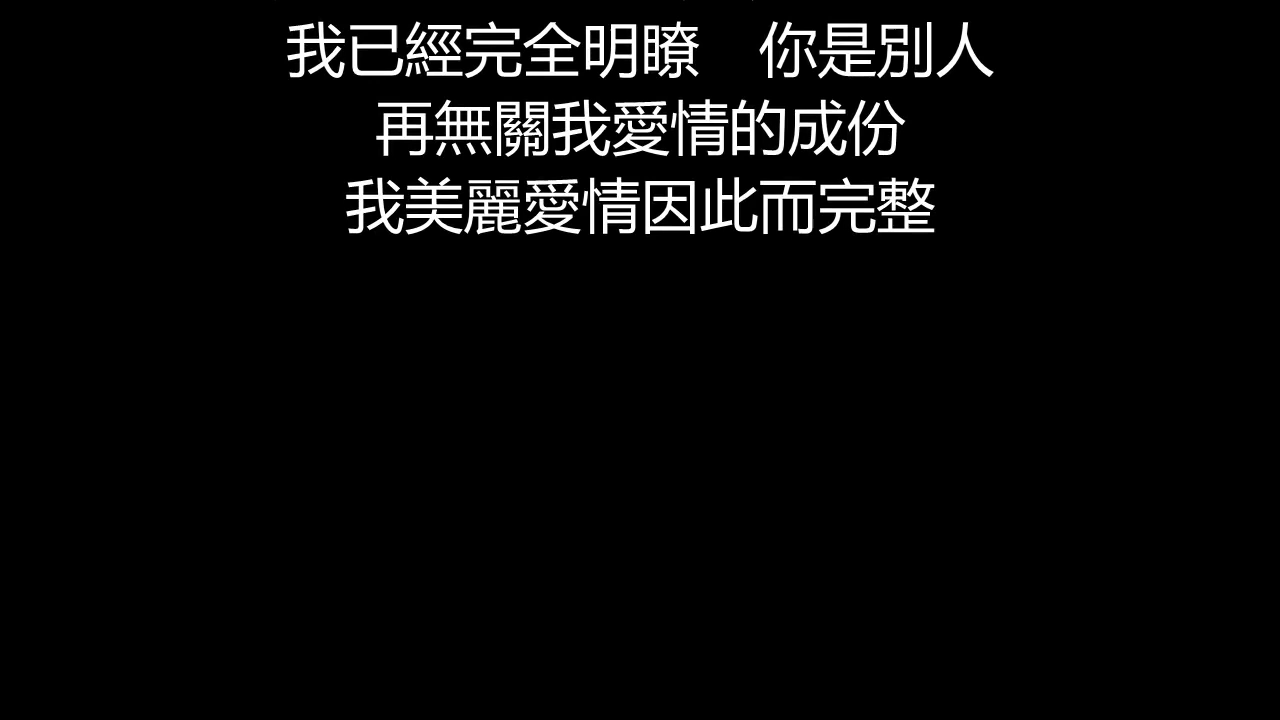 我已經完全明瞭　你是別人
再無關我愛情的成份
我美麗愛情因此而完整